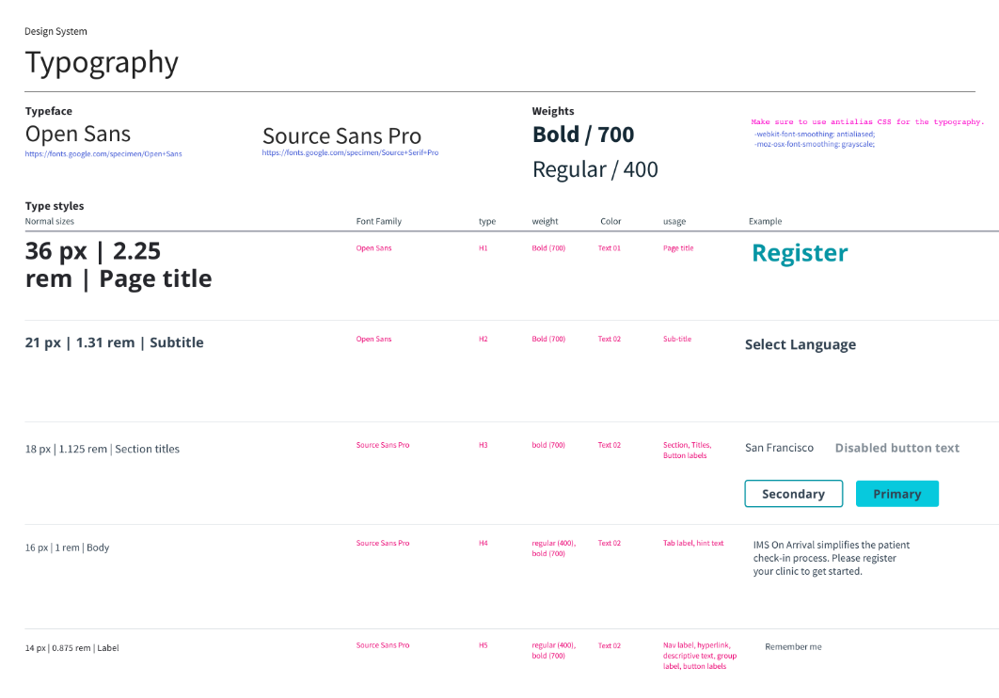 Design System
Typography
Typeface
Open Sans
https://fonts.google.com/specimen/Open+Sans
Source Sans Pro
https://fonts.google.com/specimen/Source+Serif+Pro
Weights
Bold / 700
Regular / 400
Make sure to use antialias CSS for the typography.
-webkit-font-smoothing: antialiased;
-moz-osx-font-smoothing: grayscale;
Type styles
Normal sizes Font Family type weight Color usage Example
36 px | 2.25
rem | Page title
Open Sans H1 Bold (700) Text 01 Page title
Register
21 px | 1.31 rem | Subtitle
Open Sans H2 Bold (700) Text 02 Sub-title
Select Language
18 px | 1.125 rem | Section titles
Source Sans Pro H3 bold (700) Text 02 Section, Titles,
Button labels
San Francisco Disabled button text
Secondary Primary
16 px | 1 rem | Body
Source Sans Pro H4 regular (400),
bold (700)
Text 02 Tab label, hint text
IMS On Arrival simplifies the patient
check-in process. Please register
your clinic to get started.
14 px | 0.875 rem | Label
Source Sans Pro H5 regular (400),
bold (700)
Text 02 Nav label, hyperlink,
descriptive text, group
label, button labels
Remember me